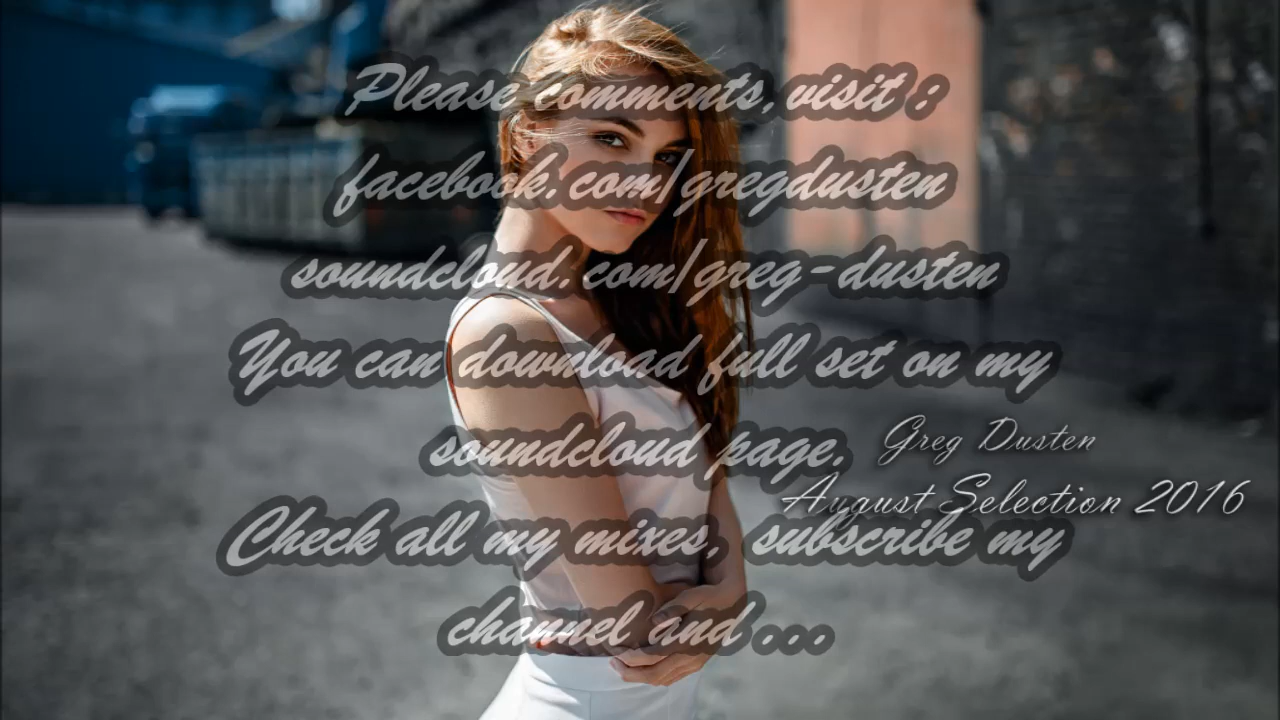 Please comments, visit :
facebook.com/gregdusten
soundcloud.com/greg-dusten
You can download full set on my
soundcloud page.
Greg Dusten
August Selection 2016
Check all my mixes, subscribe my
channel and ...